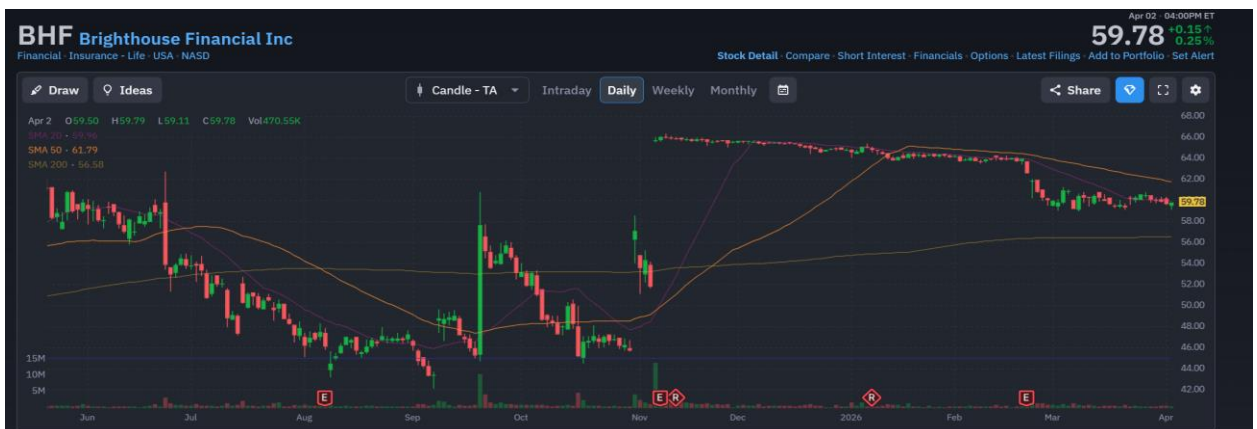 Apr 02 · 04:00PM ET
BHF Brighthouse Financial Inc
59.78 +0.15↑ 0.25%
Financial · Insurance - Life · USA · NASD
Stock Detail · Compare · Short Interest · Financials · Options · Latest Filings · Add to Portfolio · Set Alert
Draw Ideas Candle - TA Intraday Daily Weekly Monthly Share
Apr 2 O59.50 H59.79 L59.11 C59.78 Vol470.55K
SMA 20 · 59.96
SMA 50 · 61.79
SMA 200 · 56.58
68.00
66.00
64.00
62.00
59.78
58.00
56.00
54.00
52.00
50.00
48.00
46.00
44.00
42.00
15M
10M
5M
E E R R E
Jun Jul Aug Sep Oct Nov Dec 2026 Feb Mar Apr